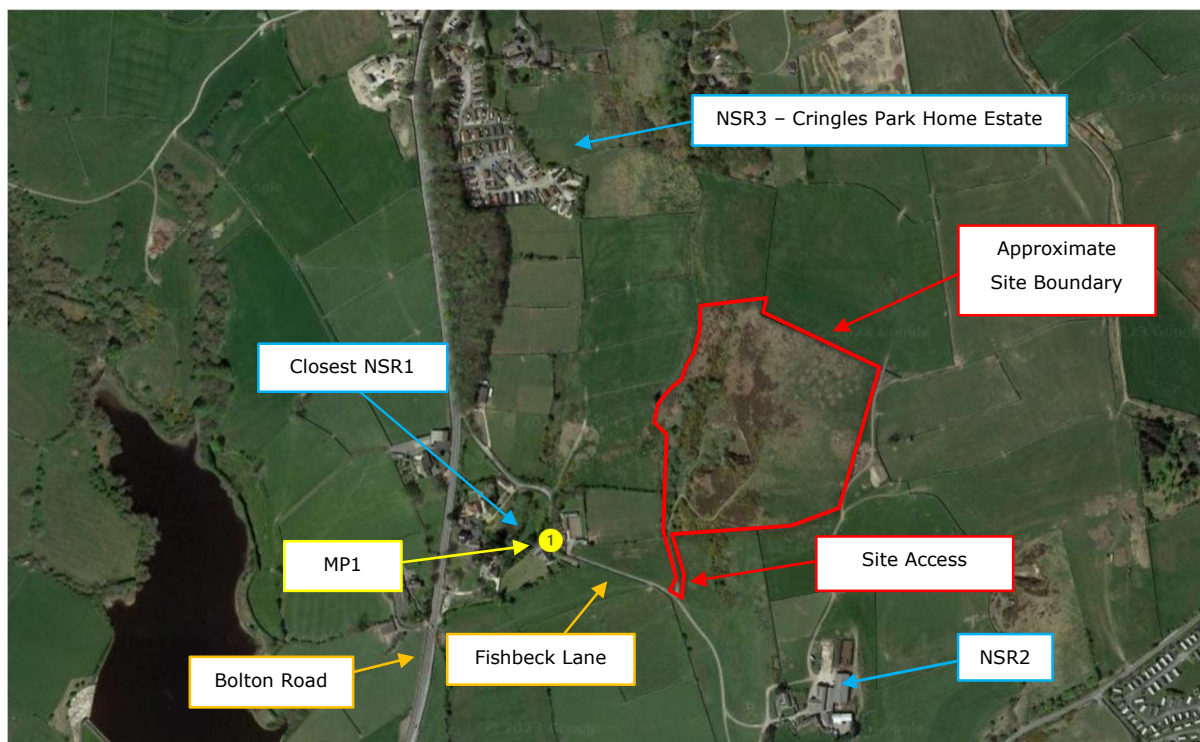 NSR3 – Cringles Park Home Estate
Approximate
Site Boundary
Closest NSR1
1
MP1
Site Access
Fishbeck Lane
Bolton Road
NSR2